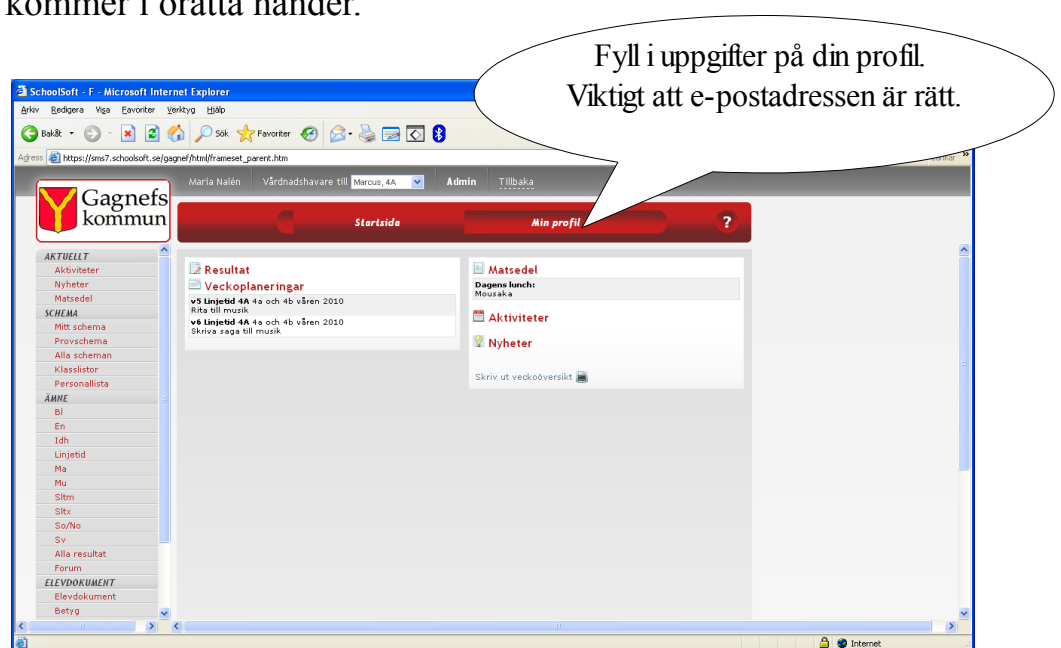 kommer i orätta händer.
Fyll i uppgifter på din profil.
Viktigt att e-postadressen är rätt.
SchoolSoft - F - Microsoft Internet Explorer
Arkiv Redigera Visa Favoriter Verktyg Hjälp
Bakåt Sök Favoriter
Adress https://sms7.schoolsoft.se/gagnef/html/frameset_parent.htm
Maria Nalén Vårdnadshavare till Marcus, 4A Admin Tillbaka
Gagnefs
kommun
Startsida Min profil ?
AKTUELLT
Aktiviteter
Nyheter
Matsedel
SCHEMA
Mitt schema
Provschema
Alla scheman
Klasslistor
Personallista
ÄMNE
Bl
En
Idh
Linjetid
Ma
Mu
Sltm
Sltx
So/No
Sv
Alla resultat
Forum
ELEVDOKUMENT
Elevdokument
Betyg
Resultat
Veckoplaneringar
v5 Linjetid 4A 4a och 4b våren 2010
Rita till musik
v6 Linjetid 4A 4a och 4b våren 2010
Skriva saga till musik
Matsedel
Dagens lunch:
Mousaka
Aktiviteter
Nyheter
Skriv ut veckoöversikt
Internet